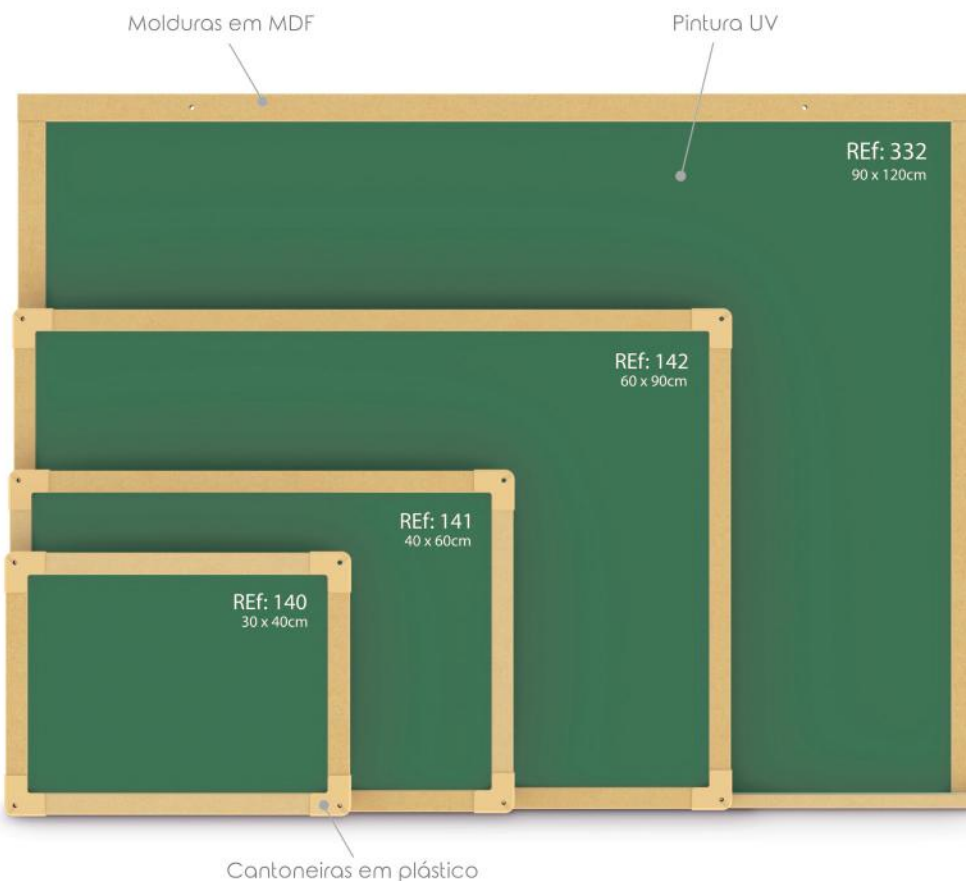 Molduras em MDF
Pintura UV
REf: 332
90 x 120cm
REf: 142
60 x 90cm
REf: 141
40 x 60cm
REf: 140
30 x 40cm
Cantoneiras em plástico